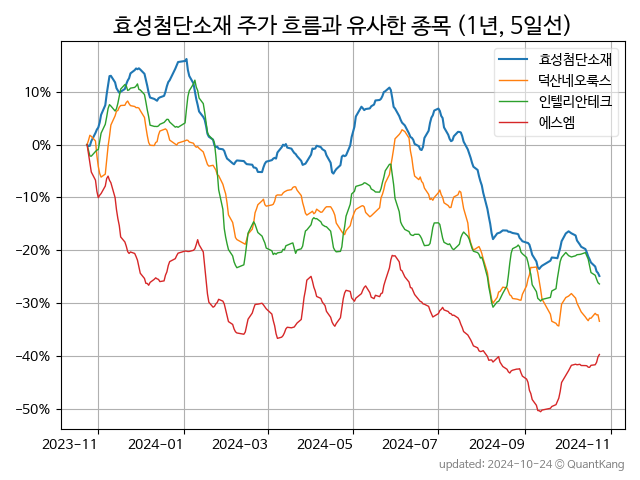 효성첨단소재 주가 흐름과 유사한 종목 (1년, 5일선)
효성첨단소재
덕산네오룩스
인텔리안테크
에스엠
10%
0%
−10%
−20%
−30%
−40%
−50%
2023-11 2024-01 2024-03 2024-05 2024-07 2024-09 2024-11
updated: 2024-10-24 © QuantKang